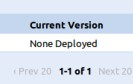 Current Version
None Deployed
‹ Prev 20 1-1 of 1 Next 20